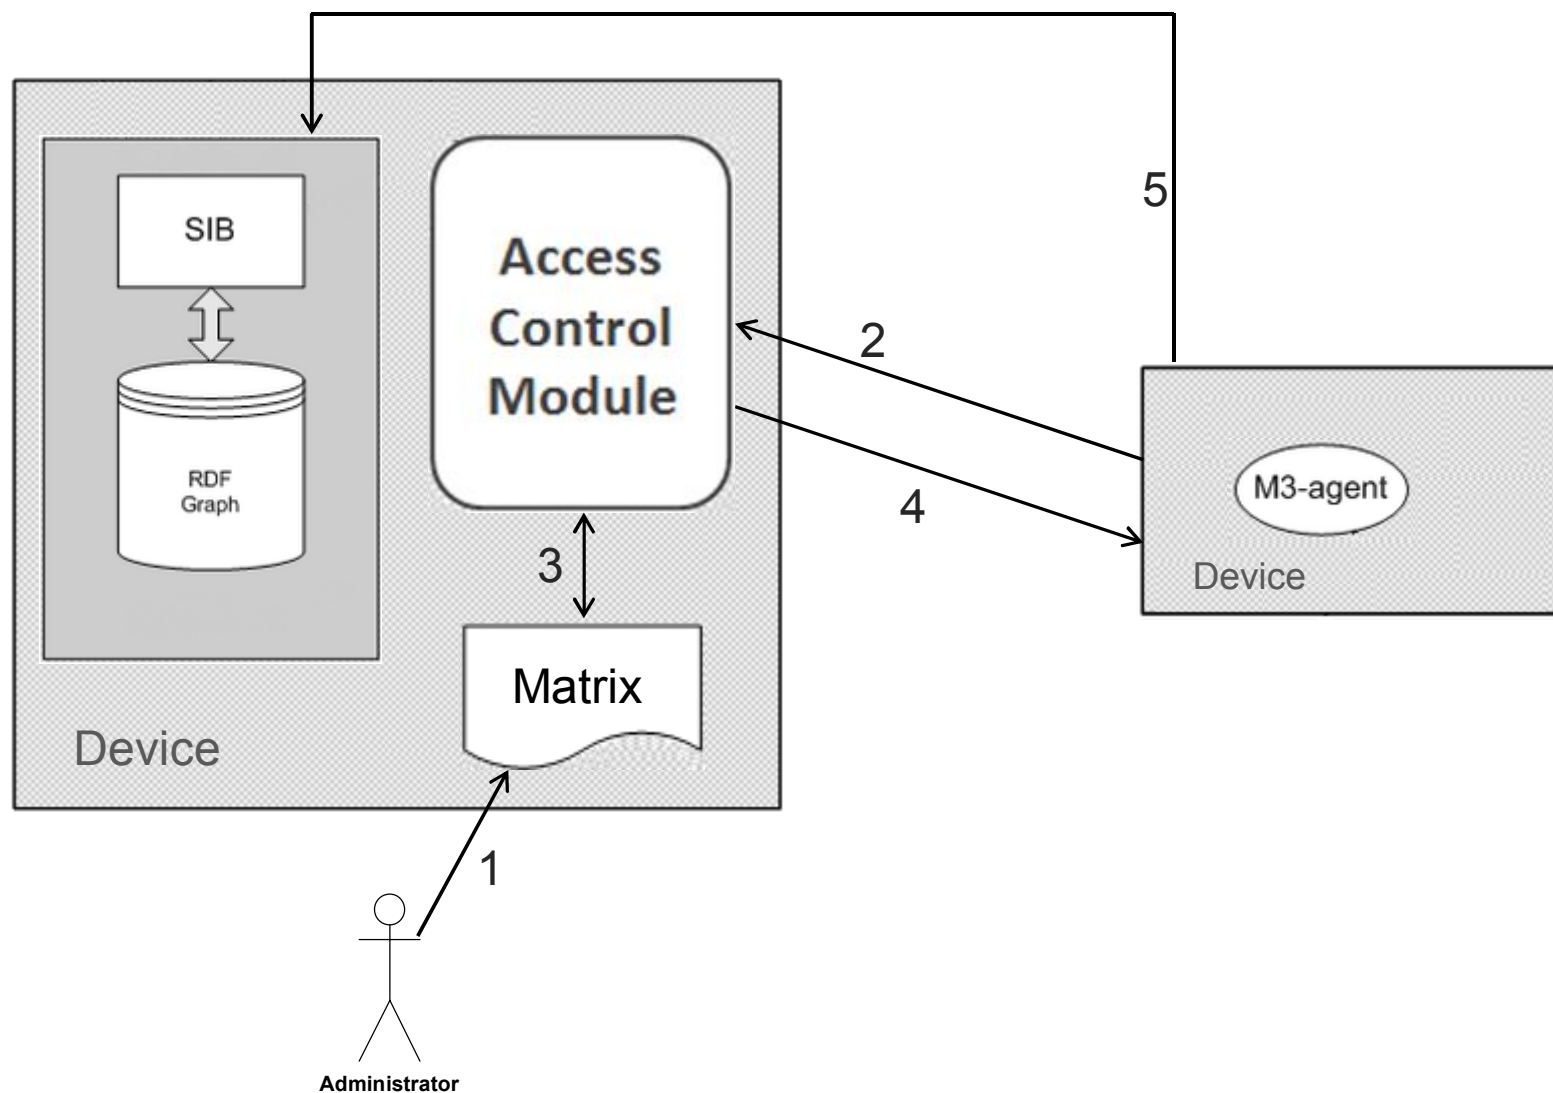 5
SIB
Access
Control
Module
2
RDF
Graph
4
M3-agent
Device
3
Matrix
Device
1
Administrator